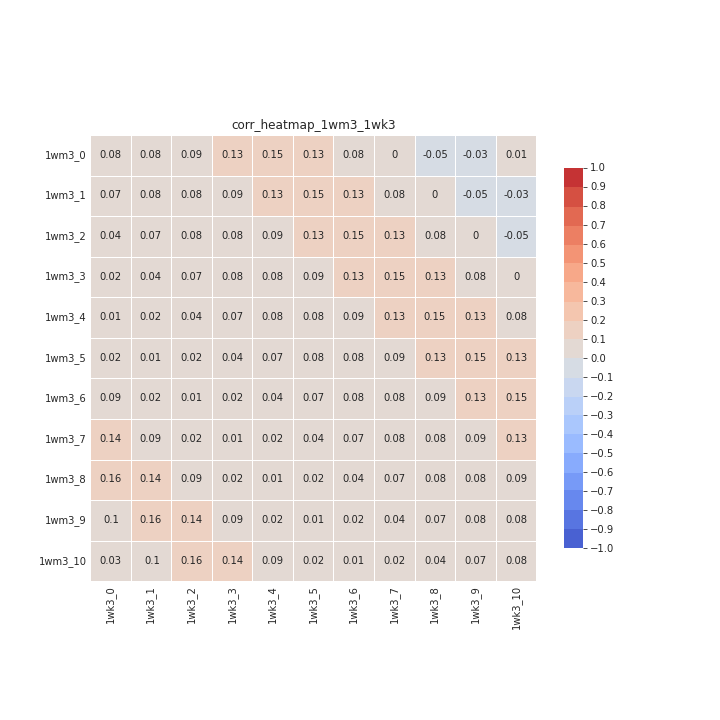 corr_heatmap_1wm3_1wk3
1wm3_0 0.08 0.08 0.09 0.13 0.15 0.13 0.08 0 -0.05 -0.03 0.01
1wm3_1 0.07 0.08 0.08 0.09 0.13 0.15 0.13 0.08 0 -0.05 -0.03
1wm3_2 0.04 0.07 0.08 0.08 0.09 0.13 0.15 0.13 0.08 0 -0.05
1wm3_3 0.02 0.04 0.07 0.08 0.08 0.09 0.13 0.15 0.13 0.08 0
1wm3_4 0.01 0.02 0.04 0.07 0.08 0.08 0.09 0.13 0.15 0.13 0.08
1wm3_5 0.02 0.01 0.02 0.04 0.07 0.08 0.08 0.09 0.13 0.15 0.13
1wm3_6 0.09 0.02 0.01 0.02 0.04 0.07 0.08 0.08 0.09 0.13 0.15
1wm3_7 0.14 0.09 0.02 0.01 0.02 0.04 0.07 0.08 0.08 0.09 0.13
1wm3_8 0.16 0.14 0.09 0.02 0.01 0.02 0.04 0.07 0.08 0.08 0.09
1wm3_9 0.1 0.16 0.14 0.09 0.02 0.01 0.02 0.04 0.07 0.08 0.08
1wm3_10 0.03 0.1 0.16 0.14 0.09 0.02 0.01 0.02 0.04 0.07 0.08
1wk3_0 1wk3_1 1wk3_2 1wk3_3 1wk3_4 1wk3_5 1wk3_6 1wk3_7 1wk3_8 1wk3_9 1wk3_10
1.0
0.9
0.8
0.7
0.6
0.5
0.4
0.3
0.2
0.1
0.0
−0.1
−0.2
−0.3
−0.4
−0.5
−0.6
−0.7
−0.8
−0.9
−1.0